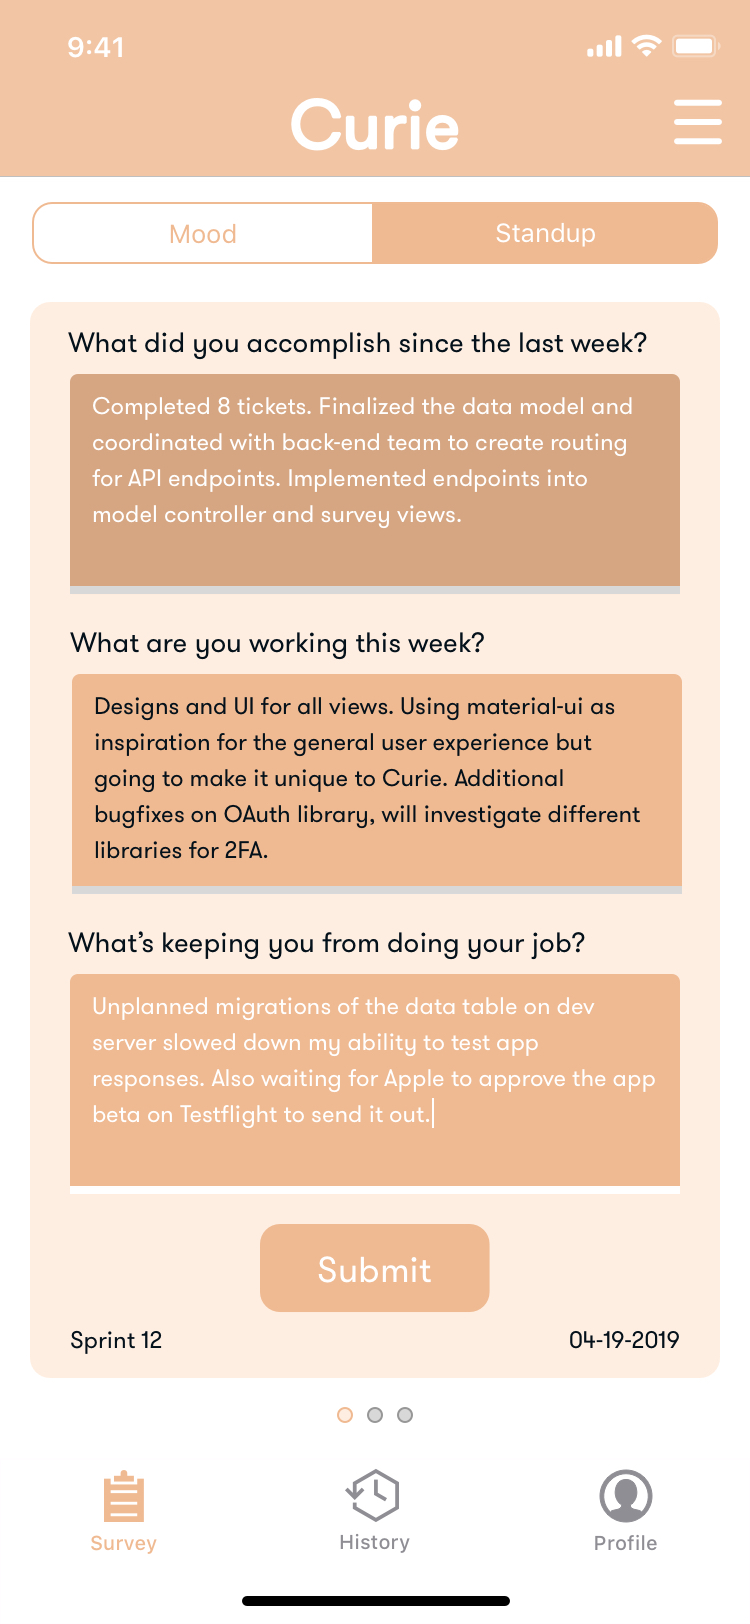 9:41
Curie
Mood
Standup
What did you accomplish since the last week?
Completed 8 tickets. Finalized the data model and
coordinated with back-end team to create routing
for API endpoints. Implemented endpoints into
model controller and survey views.
What are you working this week?
Designs and UI for all views. Using material-ui as
inspiration for the general user experience but
going to make it unique to Curie. Additional
bugfixes on OAuth library, will investigate different
libraries for 2FA.
What’s keeping you from doing your job?
Unplanned migrations of the data table on dev
server slowed down my ability to test app
responses. Also waiting for Apple to approve the app
beta on Testflight to send it out.
Submit
Sprint 12
04-19-2019
Survey
History
Profile